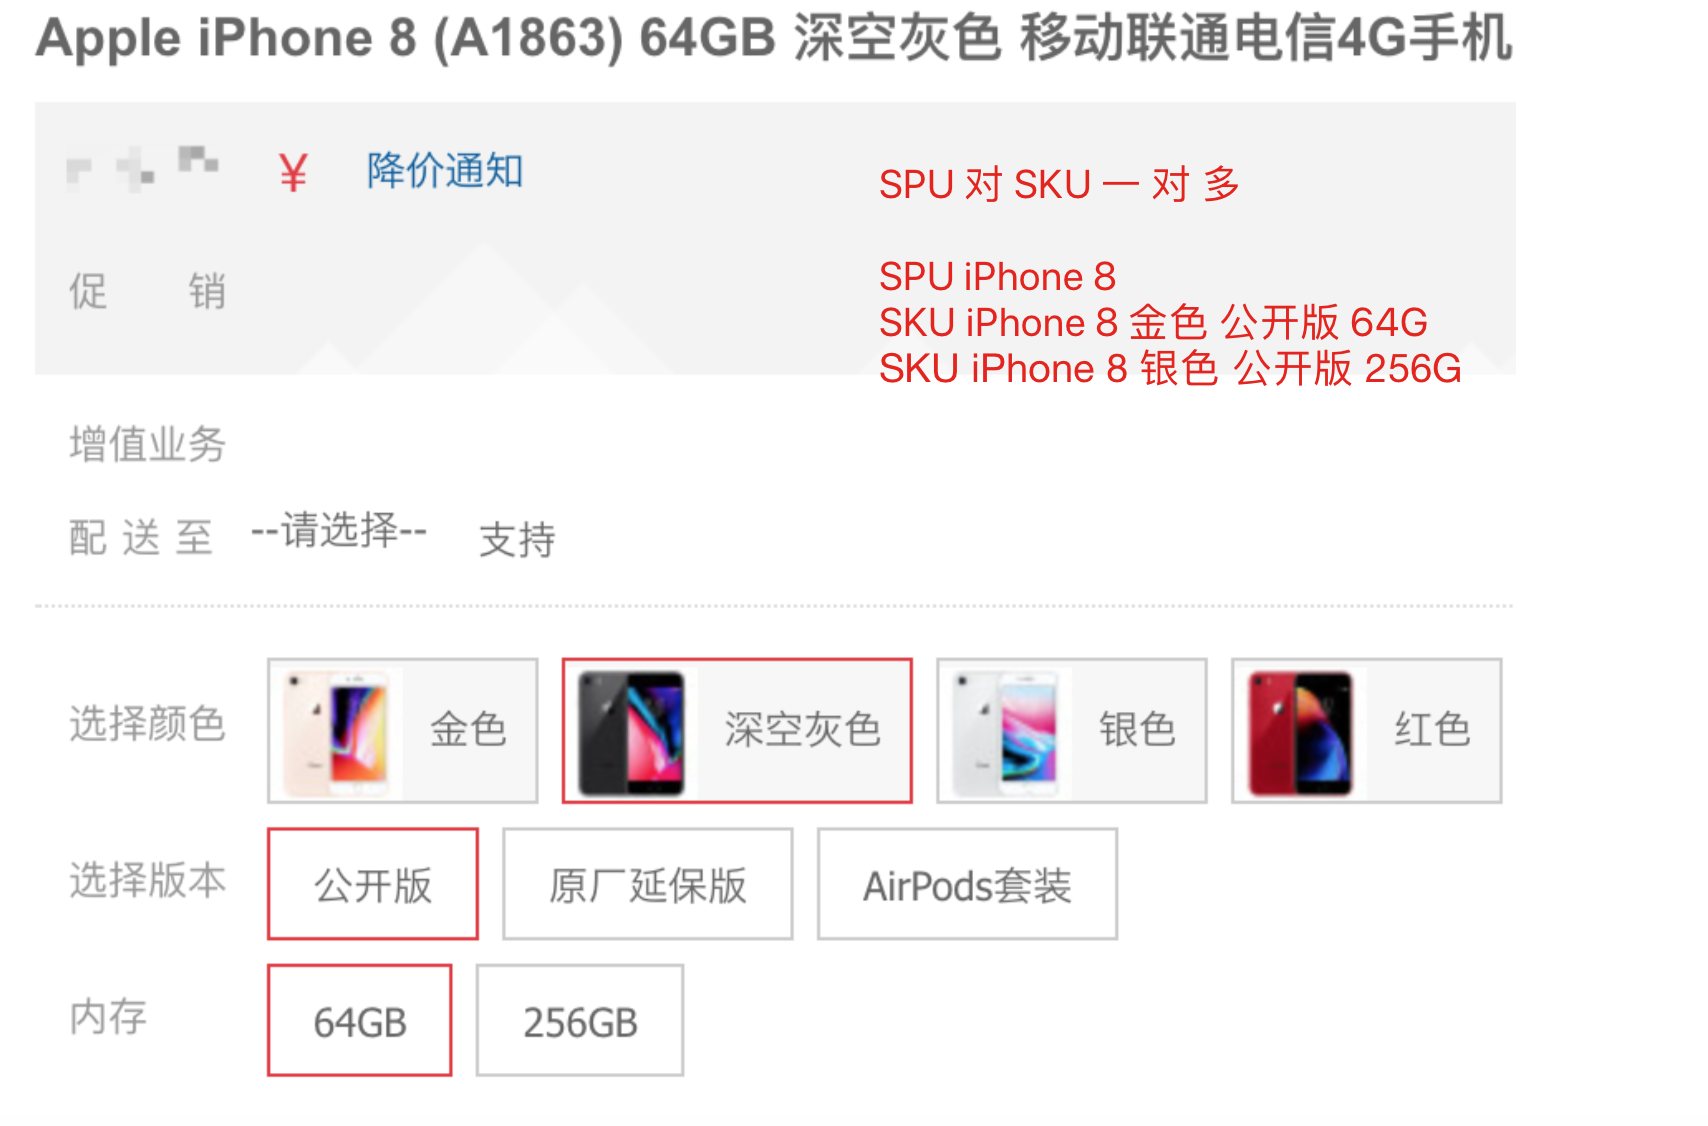 Apple iPhone 8 (A1863) 64GB 深空灰色 移动联通电信4G手机
￥ 降价通知
SPU 对 SKU 一 对 多
促 销
SPU iPhone 8
SKU iPhone 8 金色 公开版 64G
SKU iPhone 8 银色 公开版 256G
增值业务
配 送 至 --请选择-- 支持
选择颜色 金色 深空灰色 银色 红色
选择版本 公开版 原厂延保版 AirPods套装
内存 64GB 256GB